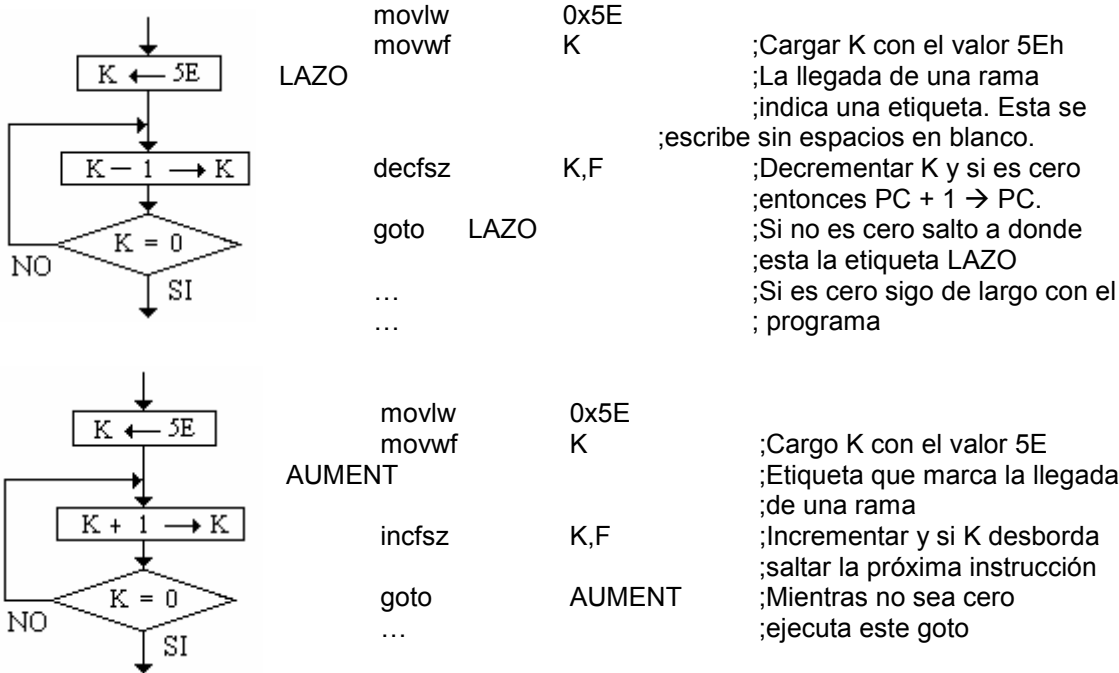 movlw 0x5E
movwf K ;Cargar K con el valor 5Eh
LAZO ;La llegada de una rama
;indica una etiqueta. Esta se
;escribe sin espacios en blanco.
decfsz K,F ;Decrementar K y si es cero
;entonces PC + 1 → PC.
goto LAZO ;Si no es cero salto a donde
;esta la etiqueta LAZO
… ;Si es cero sigo de largo con el
… ; programa
K ← 5E
K − 1 → K
K = 0
NO
SI
movlw 0x5E
movwf K ;Cargo K con el valor 5E
AUMENT ;Etiqueta que marca la llegada
;de una rama
incfsz K,F ;Incrementar y si K desborda
;saltar la próxima instrucción
goto AUMENT ;Mientras no sea cero
… ;ejecuta este goto
K ← 5E
K + 1 → K
K = 0
NO
SI